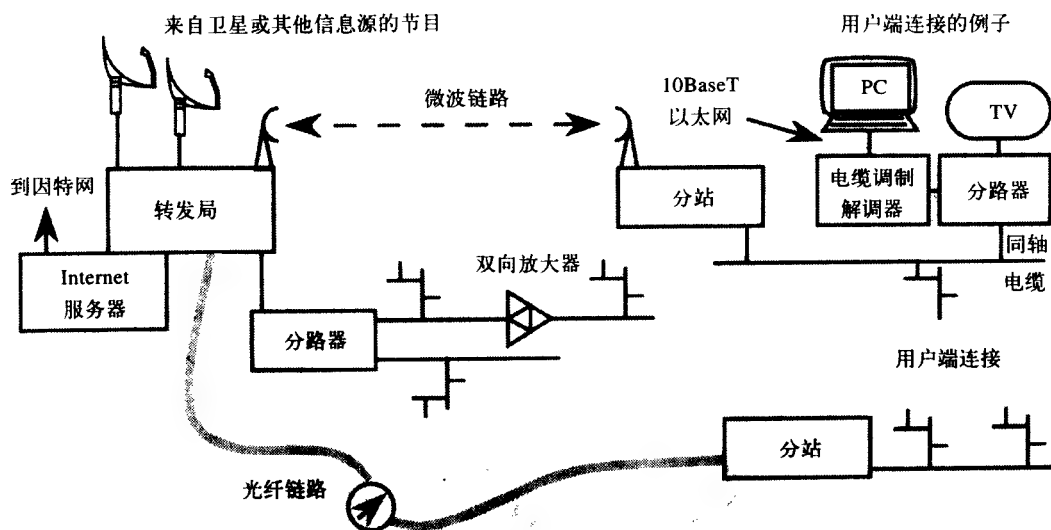 来自卫星或其他信息源的节目
用户端连接的例子
微波链路
10BaseT
以太网
PC
TV
到因特网
转发局
分站
电缆调制
解调器
分路器
同轴
电缆
Internet
服务器
双向放大器
分路器
用户端连接
分站
光纤链路